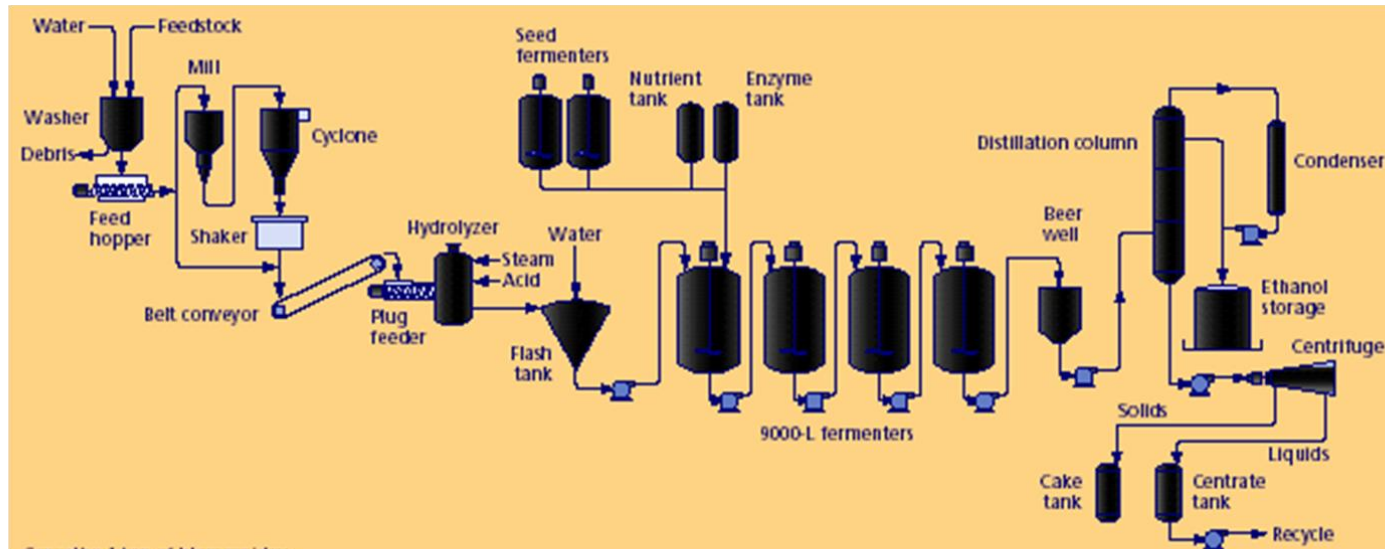 Water
Feedstock
Mill
Washer
Debris
Feed
hopper
Cyclone
Shaker
Belt conveyor
Hydrolyzer
Steam
Acid
Plug
feeder
Water
Flash
tank
Seed
fermenters
Nutrient
tank
Enzyme
tank
9000-L fermenters
Beer
well
Distillation column
Condenser
Ethanol
storage
Centrifuge
Solids
Liquids
Cake
tank
Centrate
tank
Recycle